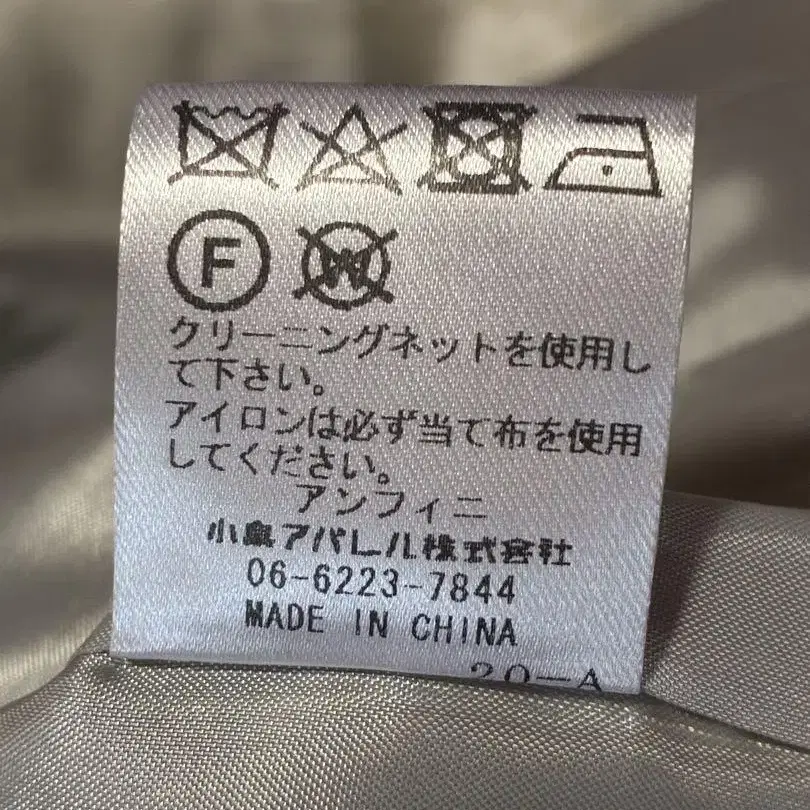 F W
クリーニングネットを使用し
て下さい。
アイロンは必ず当て布を使用
してください。
アンフィニ
小泉アパレル株式会社
06-6223-7844
MADE IN CHINA
20-A